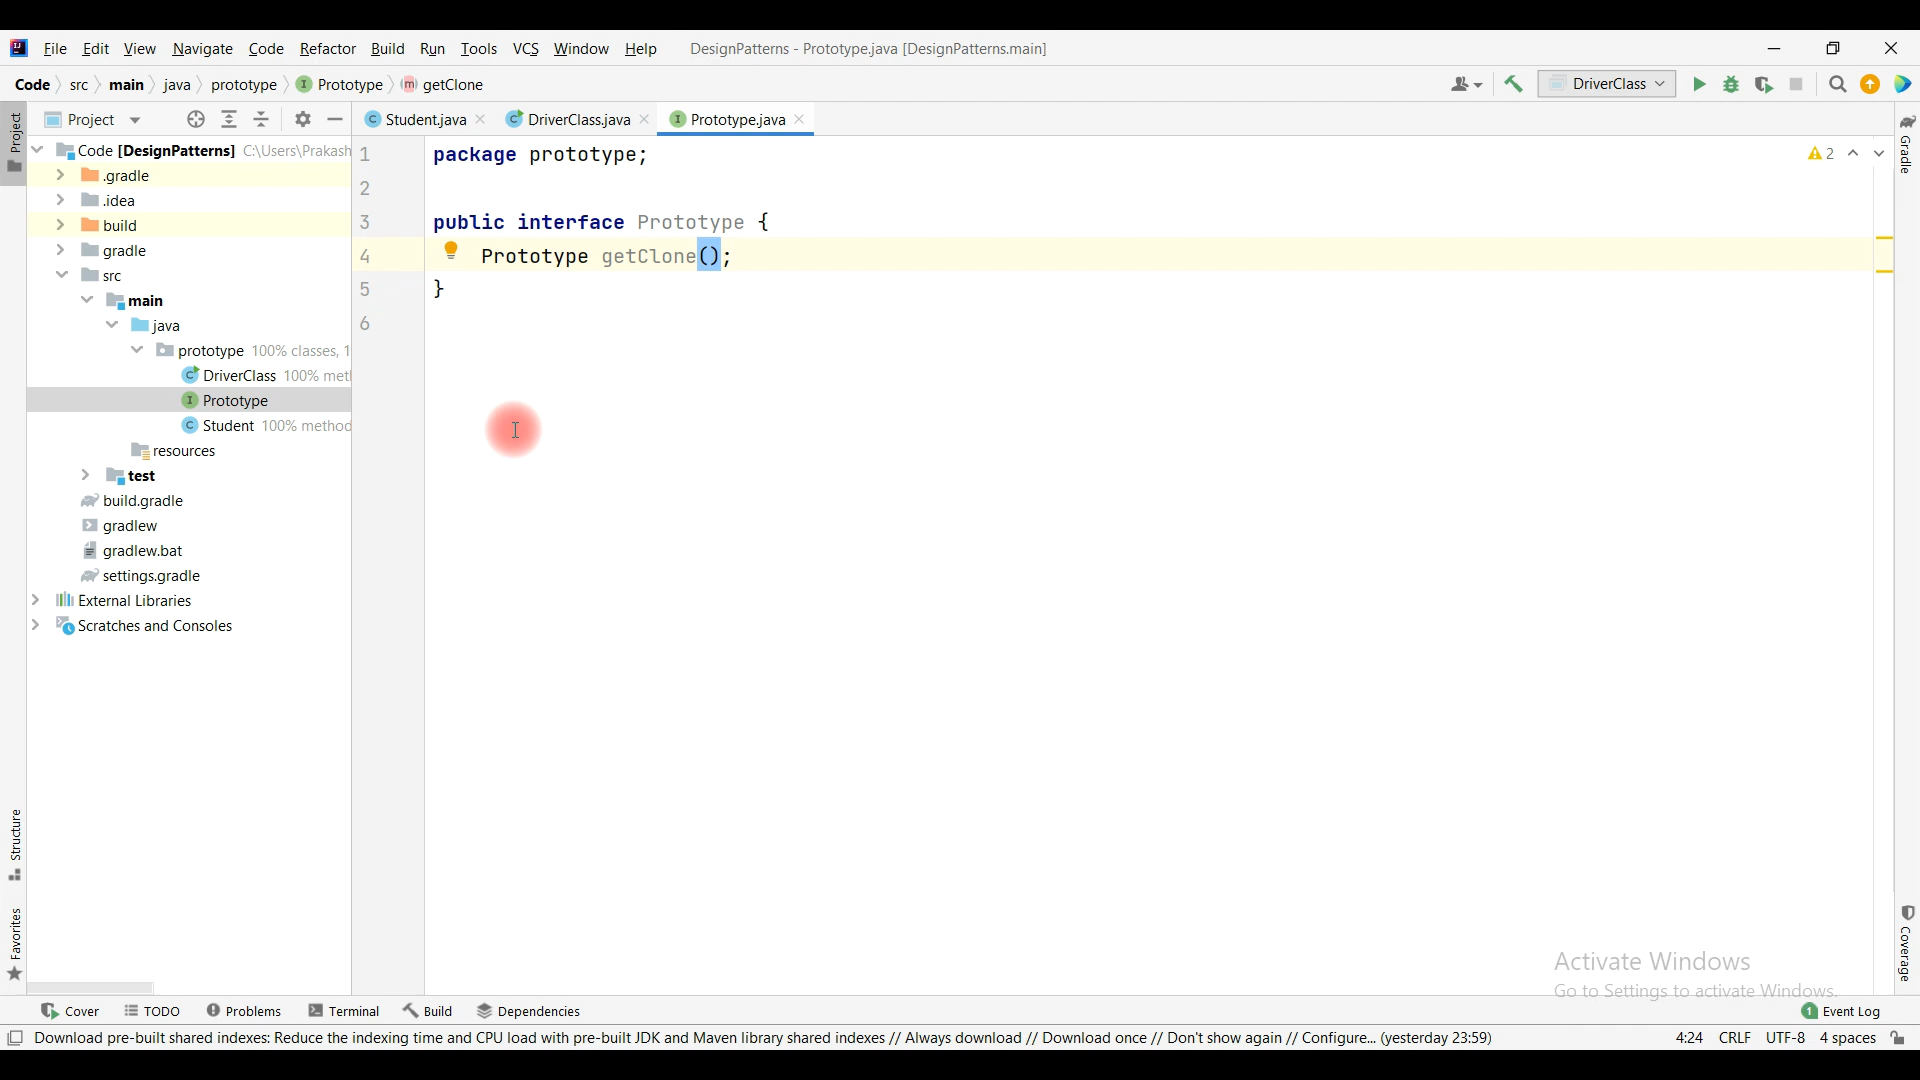 File Edit View Navigate Code Refactor Build Run Tools VCS Window Help DesignPatterns - Prototype.java [DesignPatterns.main]
Code src main java prototype Prototype getClone DriverClass
Project Student.java DriverClass.java Prototype.java
Project
Code [DesignPatterns] C:\Users\Prakash
.gradle
.idea
build
gradle
src
main
java
prototype 100% classes, 1
DriverClass 100% met
Prototype
Student 100% method
resources
test
build.gradle
gradlew
gradlew.bat
settings.gradle
External Libraries
Scratches and Consoles
1 package prototype;
2
3 public interface Prototype {
4 Prototype getClone();
5 }
6
2
Gradle
Structure
Favorites
Coverage
Activate Windows
Go to Settings to activate Windows.
Cover TODO Problems Terminal Build Dependencies 1 Event Log
Download pre-built shared indexes: Reduce the indexing time and CPU load with pre-built JDK and Maven library shared indexes // Always download // Download once // Don't show again // Configure... (yesterday 23:59) 4:24 CRLF UTF-8 4 spaces